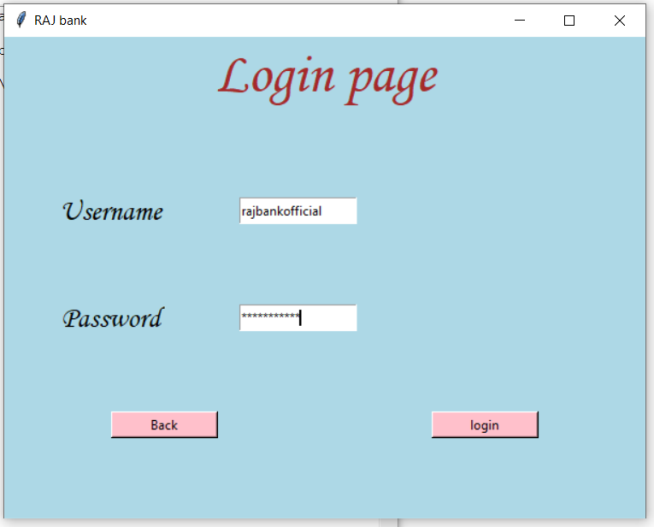 RAJ bank
Login page
Username rajbankofficial
Password ***********
Back login